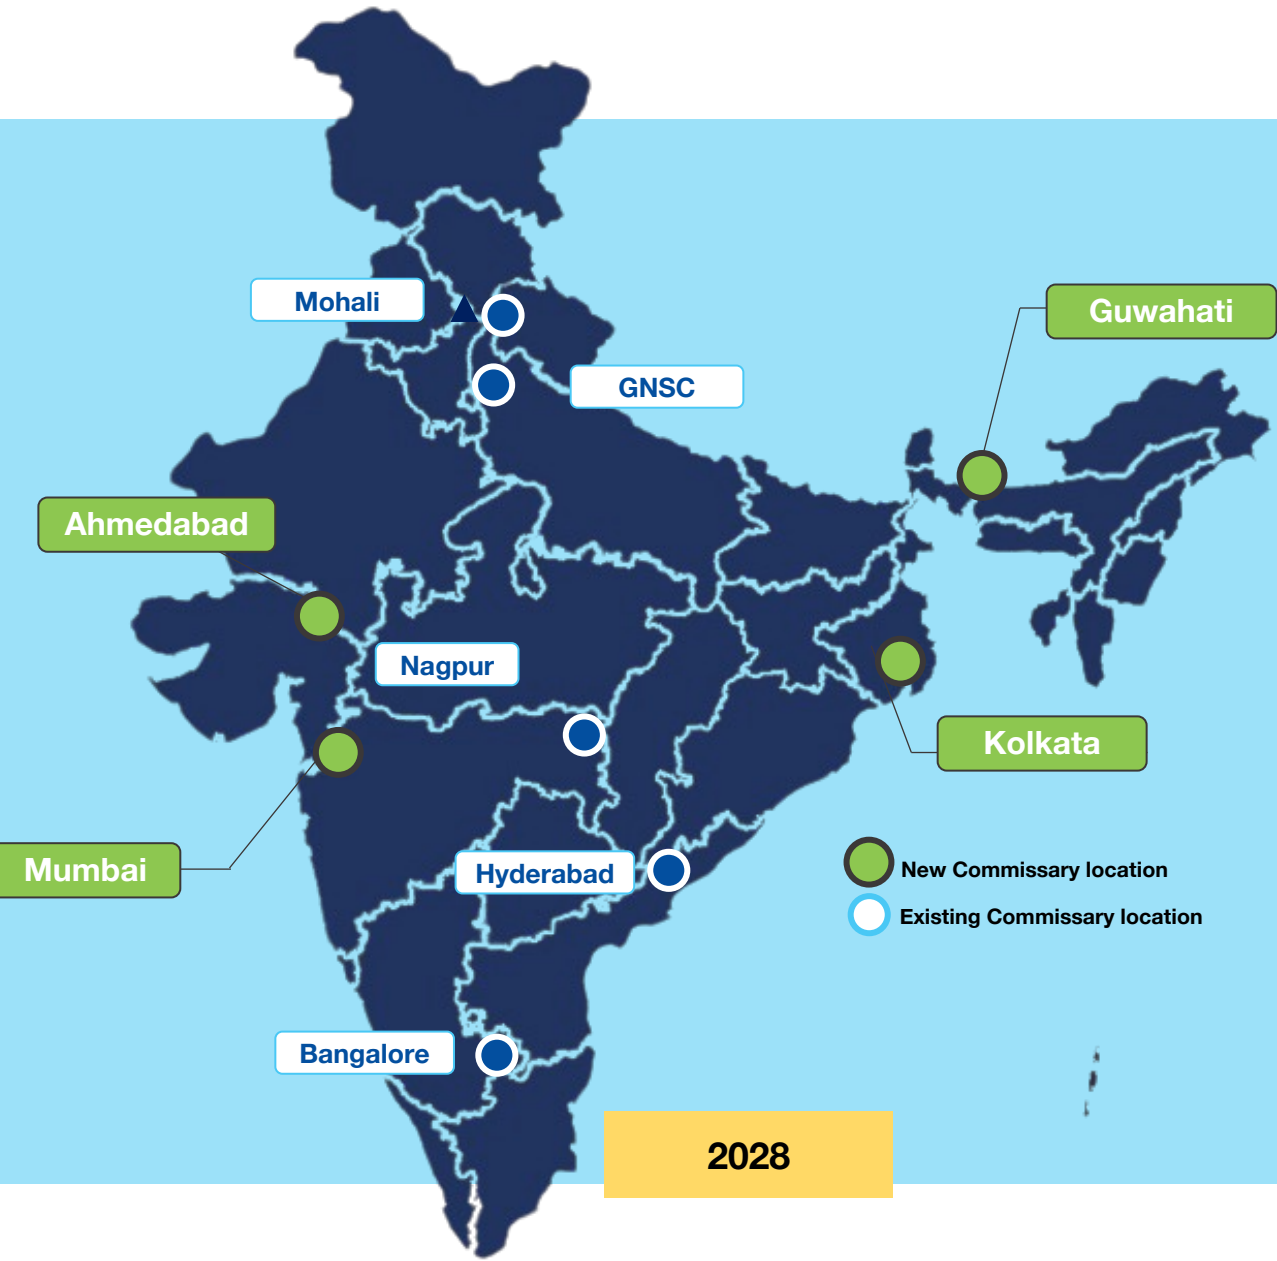 Mohali
Guwahati
GNSC
Ahmedabad
Nagpur
Kolkata
Mumbai
Hyderabad
New Commissary location
Existing Commissary location
Bangalore
2028